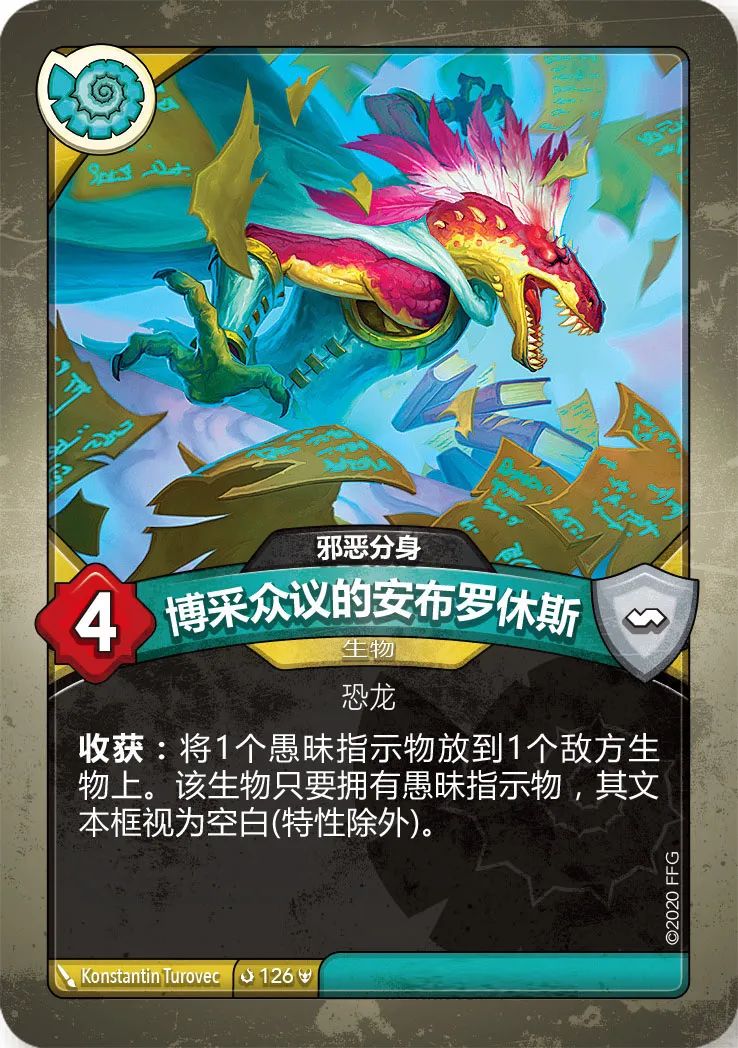 邪恶分身
4
博采众议的安布罗休斯
生物
恐龙
收获：将1个愚昧指示物放到1个敌方生
物上。该生物只要拥有愚昧指示物，其文
本框视为空白(特性除外)。
©2020 FFG
Konstantin Turovec
126